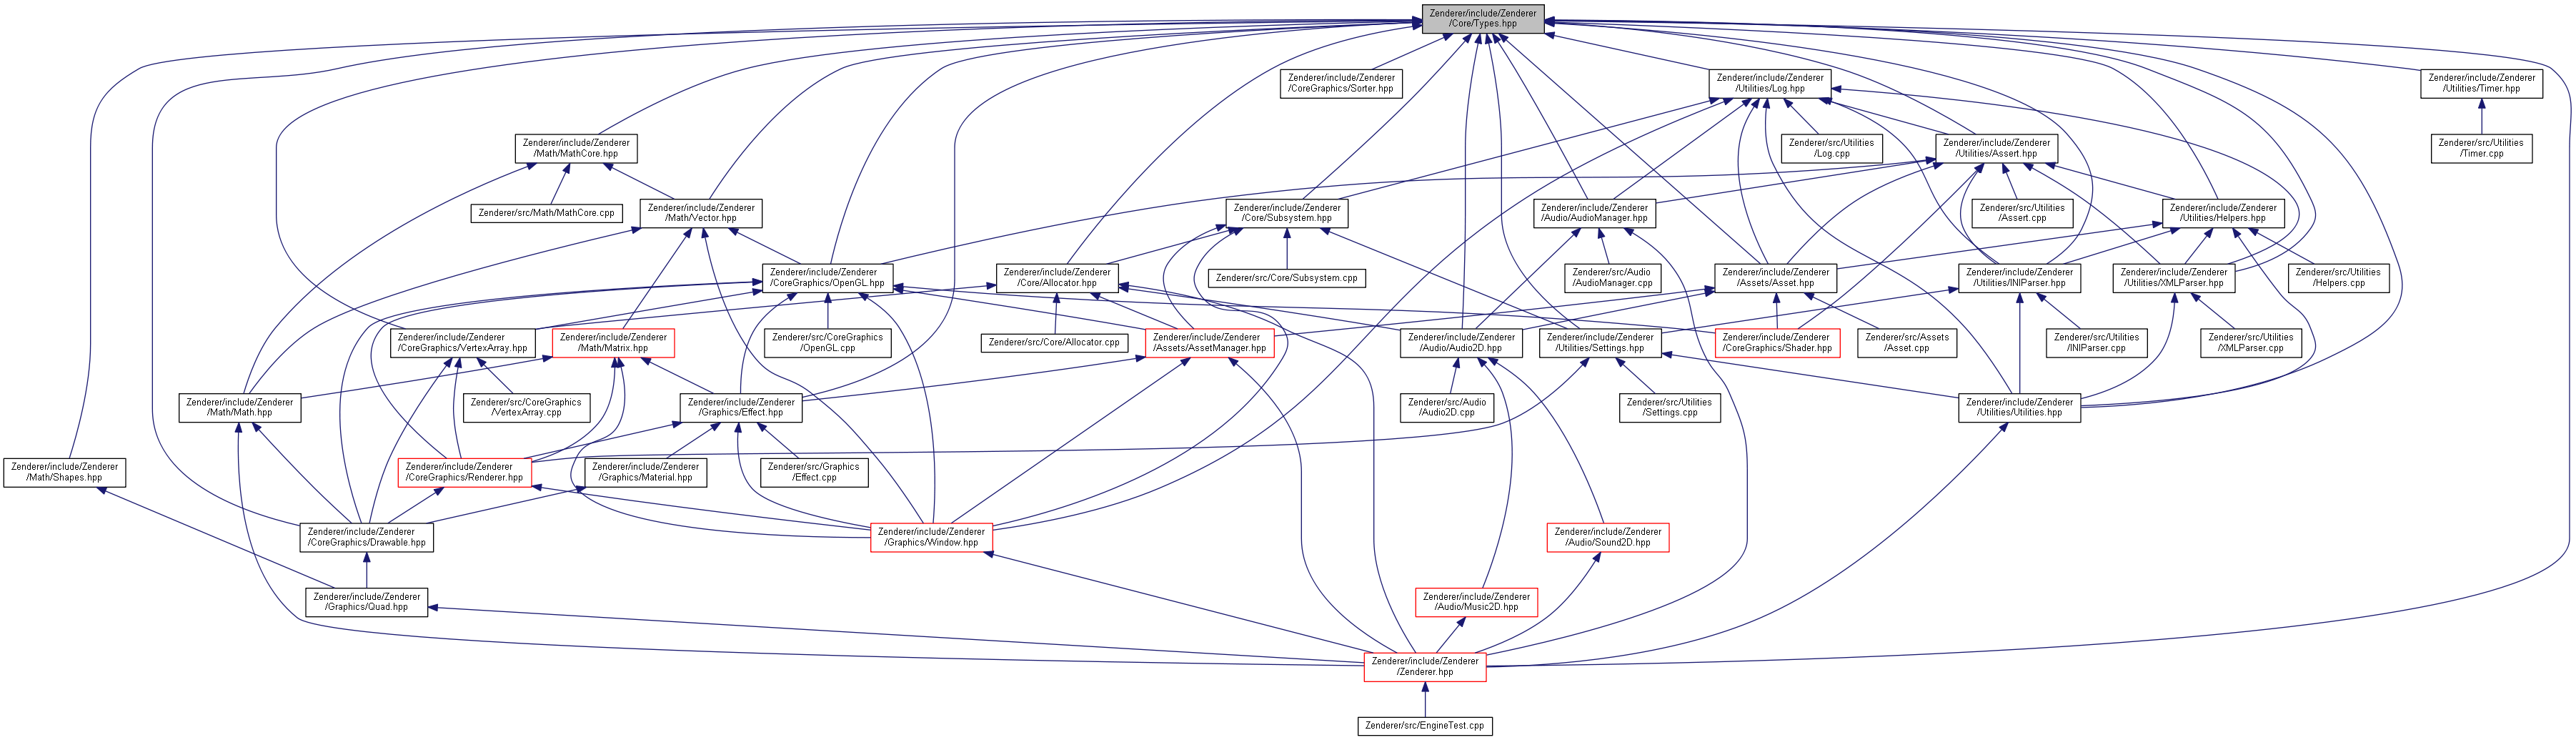 Zenderer/include/Zenderer
/Core/Types.hpp
Zenderer/include/Zenderer
/CoreGraphics/Sorter.hpp
Zenderer/include/Zenderer
/Utilities/Log.hpp
Zenderer/include/Zenderer
/Utilities/Timer.hpp
Zenderer/include/Zenderer
/Math/MathCore.hpp
Zenderer/src/Utilities
/Log.cpp
Zenderer/include/Zenderer
/Utilities/Assert.hpp
Zenderer/src/Utilities
/Timer.cpp
Zenderer/src/Math/MathCore.cpp
Zenderer/include/Zenderer
/Math/Vector.hpp
Zenderer/include/Zenderer
/Core/Subsystem.hpp
Zenderer/include/Zenderer
/Audio/AudioManager.hpp
Zenderer/src/Utilities
/Assert.cpp
Zenderer/include/Zenderer
/Utilities/Helpers.hpp
Zenderer/include/Zenderer
/CoreGraphics/OpenGL.hpp
Zenderer/include/Zenderer
/Core/Allocator.hpp
Zenderer/src/Core/Subsystem.cpp
Zenderer/src/Audio
/AudioManager.cpp
Zenderer/include/Zenderer
/Assets/Asset.hpp
Zenderer/include/Zenderer
/Utilities/INIParser.hpp
Zenderer/include/Zenderer
/Utilities/XMLParser.hpp
Zenderer/src/Utilities
/Helpers.cpp
Zenderer/include/Zenderer
/CoreGraphics/VertexArray.hpp
Zenderer/include/Zenderer
/Math/Matrix.hpp
Zenderer/src/CoreGraphics
/OpenGL.cpp
Zenderer/src/Core/Allocator.cpp
Zenderer/include/Zenderer
/Assets/AssetManager.hpp
Zenderer/include/Zenderer
/Audio/Audio2D.hpp
Zenderer/include/Zenderer
/Utilities/Settings.hpp
Zenderer/include/Zenderer
/CoreGraphics/Shader.hpp
Zenderer/src/Assets
/Asset.cpp
Zenderer/src/Utilities
/INIParser.cpp
Zenderer/src/Utilities
/XMLParser.cpp
Zenderer/include/Zenderer
/Math/Math.hpp
Zenderer/src/CoreGraphics
/VertexArray.cpp
Zenderer/include/Zenderer
/Graphics/Effect.hpp
Zenderer/src/Audio
/Audio2D.cpp
Zenderer/src/Utilities
/Settings.cpp
Zenderer/include/Zenderer
/Utilities/Utilities.hpp
Zenderer/include/Zenderer
/Math/Shapes.hpp
Zenderer/include/Zenderer
/CoreGraphics/Renderer.hpp
Zenderer/include/Zenderer
/Graphics/Material.hpp
Zenderer/src/Graphics
/Effect.cpp
Zenderer/include/Zenderer
/CoreGraphics/Drawable.hpp
Zenderer/include/Zenderer
/Graphics/Window.hpp
Zenderer/include/Zenderer
/Audio/Sound2D.hpp
Zenderer/include/Zenderer
/Graphics/Quad.hpp
Zenderer/include/Zenderer
/Audio/Music2D.hpp
Zenderer/include/Zenderer
/Zenderer.hpp
Zenderer/src/EngineTest.cpp